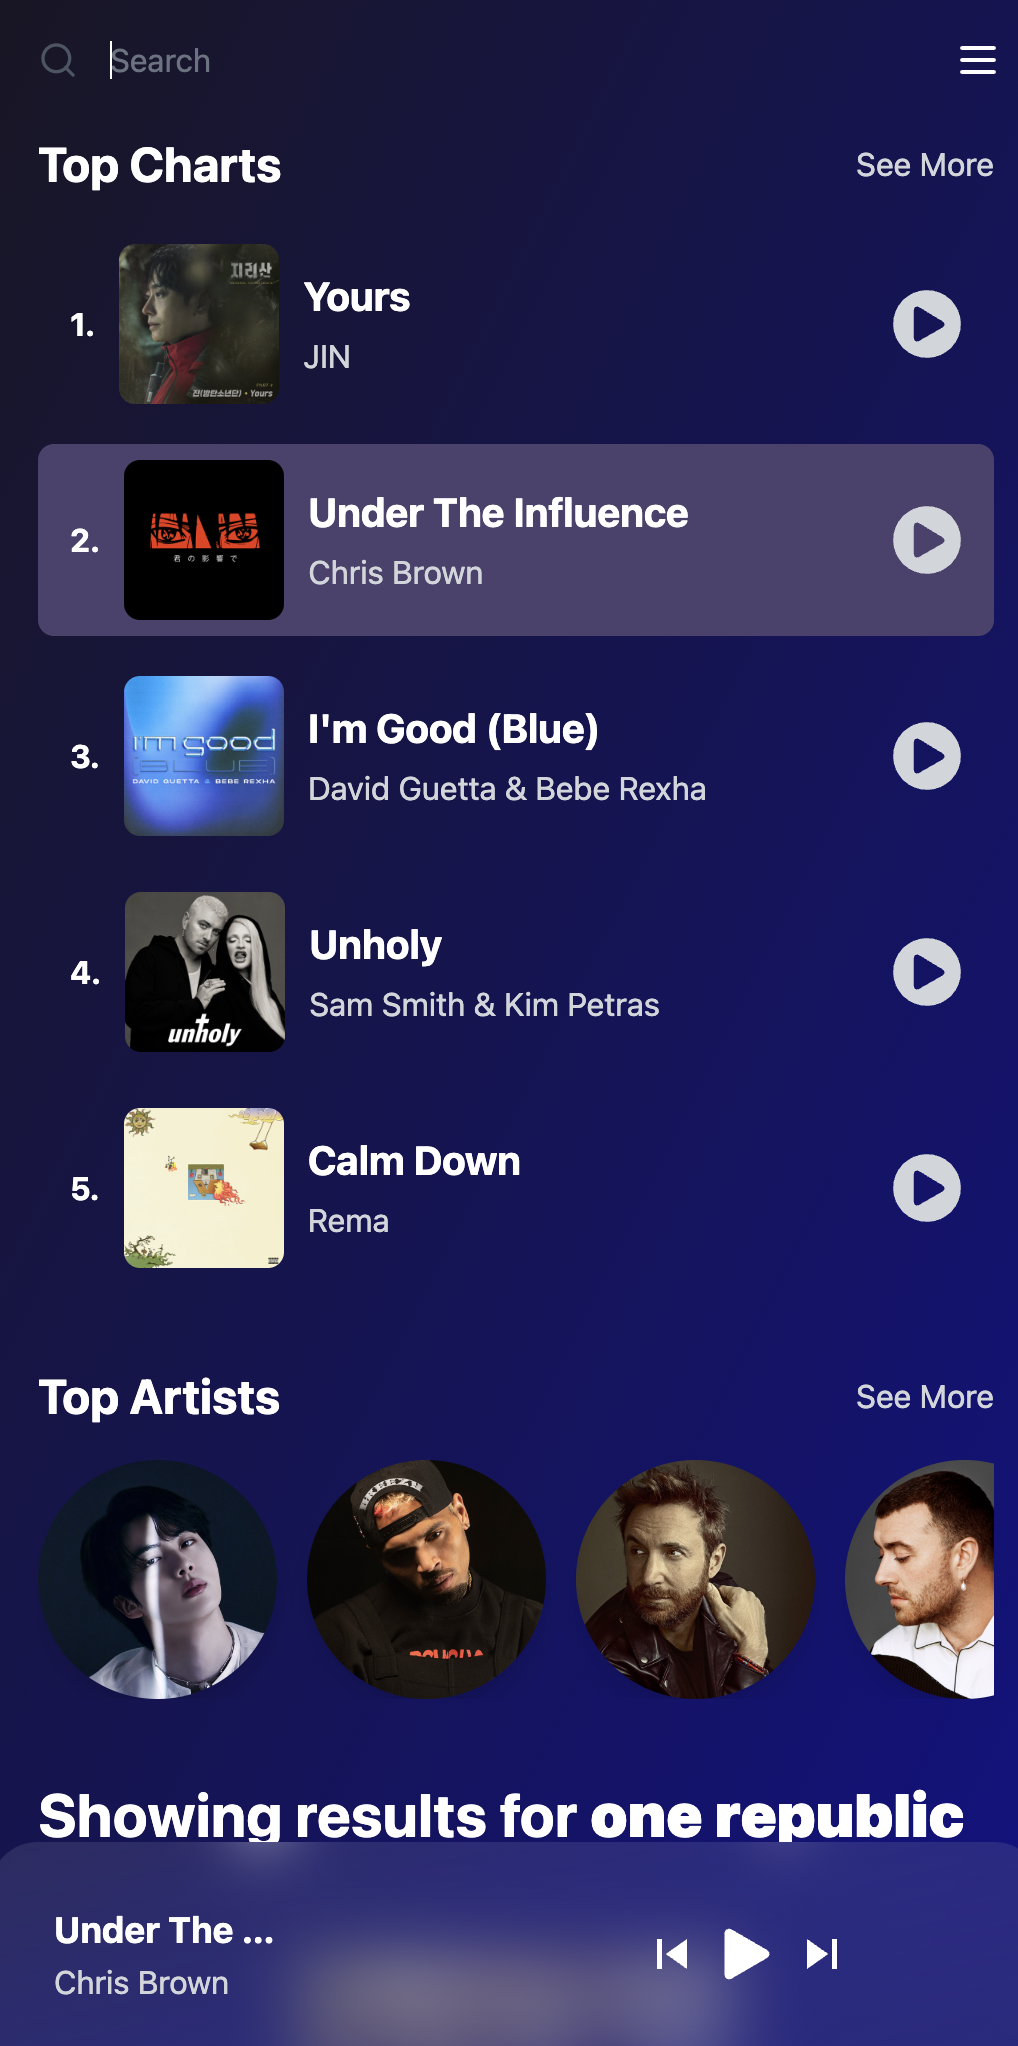 Search
Top Charts
See More
1.
지리산
진(방탄소년단) • Yours
Yours
JIN
2.
君の影響で
Under The Influence
Chris Brown
3.
i'm good
(BLUE)
DAVID GUETTA & BEBE REXHA
I'm Good (Blue)
David Guetta & Bebe Rexha
4.
unholy
Unholy
Sam Smith & Kim Petras
5.
Calm Down
Rema
Top Artists
See More
BREEZY
Showing results for one republic
Under The ...
Chris Brown